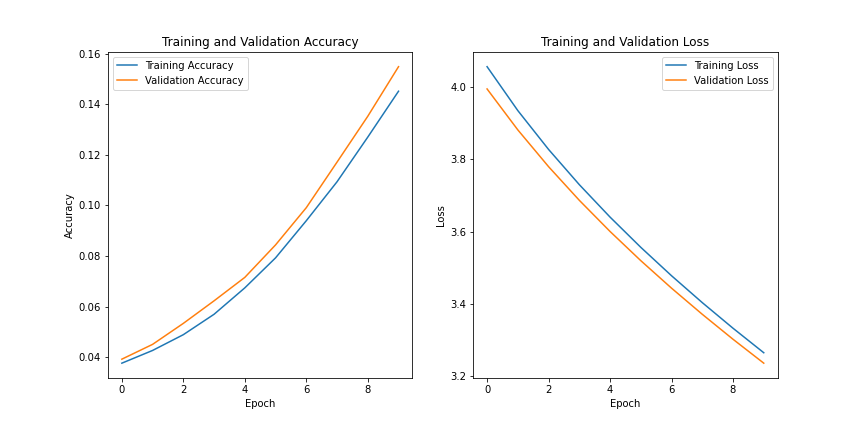 Training and Validation Accuracy
Training Accuracy
Validation Accuracy
0.16
0.14
0.12
0.10
0.08
0.06
0.04
Accuracy
0 2 4 6 8
Epoch
Training and Validation Loss
Training Loss
Validation Loss
4.0
3.8
3.6
3.4
3.2
Loss
0 2 4 6 8
Epoch